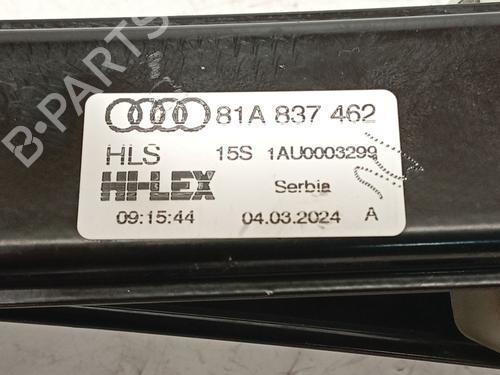 81A 837 462
HLS 15S 1AU0003299
HI-LEX Serbia
09:15:44 04.03.2024 A
B-PARTS